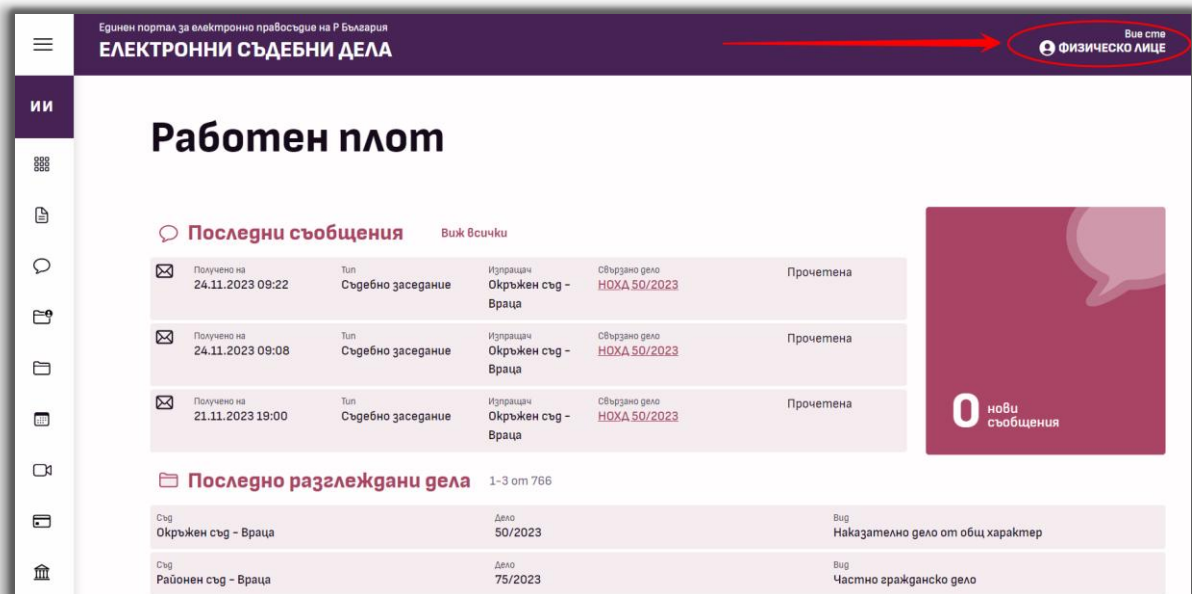 Единен портал за електронно правосъдие на Р България
ЕЛЕКТРОННИ СЪДЕБНИ ДЕЛА
Вие сте
ФИЗИЧЕСКО ЛИЦЕ
ИИ
Работен плот
Последни съобщения Виж всички
Получено на Тип Изпращач Свързано дело
24.11.2023 09:22 Съдебно заседание Окръжен съд - Враца НОХД 50/2023 Прочетена
Получено на Тип Изпращач Свързано дело
24.11.2023 09:08 Съдебно заседание Окръжен съд - Враца НОХД 50/2023 Прочетена
Получено на Тип Изпращач Свързано дело
21.11.2023 19:00 Съдебно заседание Окръжен съд - Враца НОХД 50/2023 Прочетена
0 нови съобщения
Последно разглеждани дела 1-3 от 766
Съд Дело Вид
Окръжен съд - Враца 50/2023 Наказателно дело от общ характер
Съд Дело Вид
Районен съд - Враца 75/2023 Частно гражданско дело